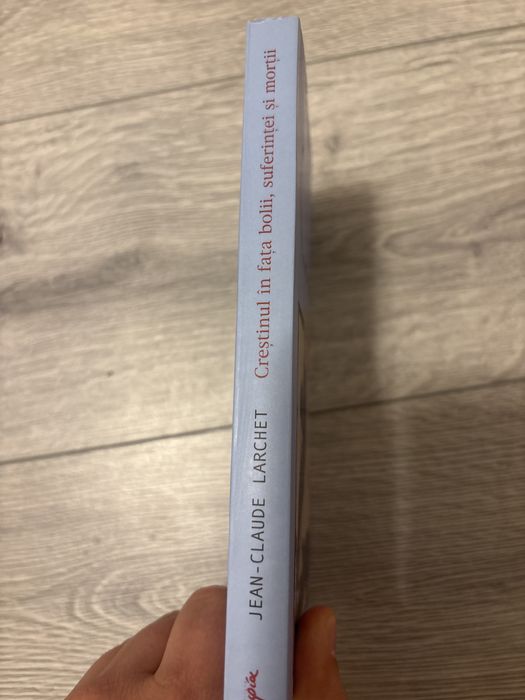 JEAN-CLAUDE LARCHET Creștinul în fața bolii, suferinței și morții